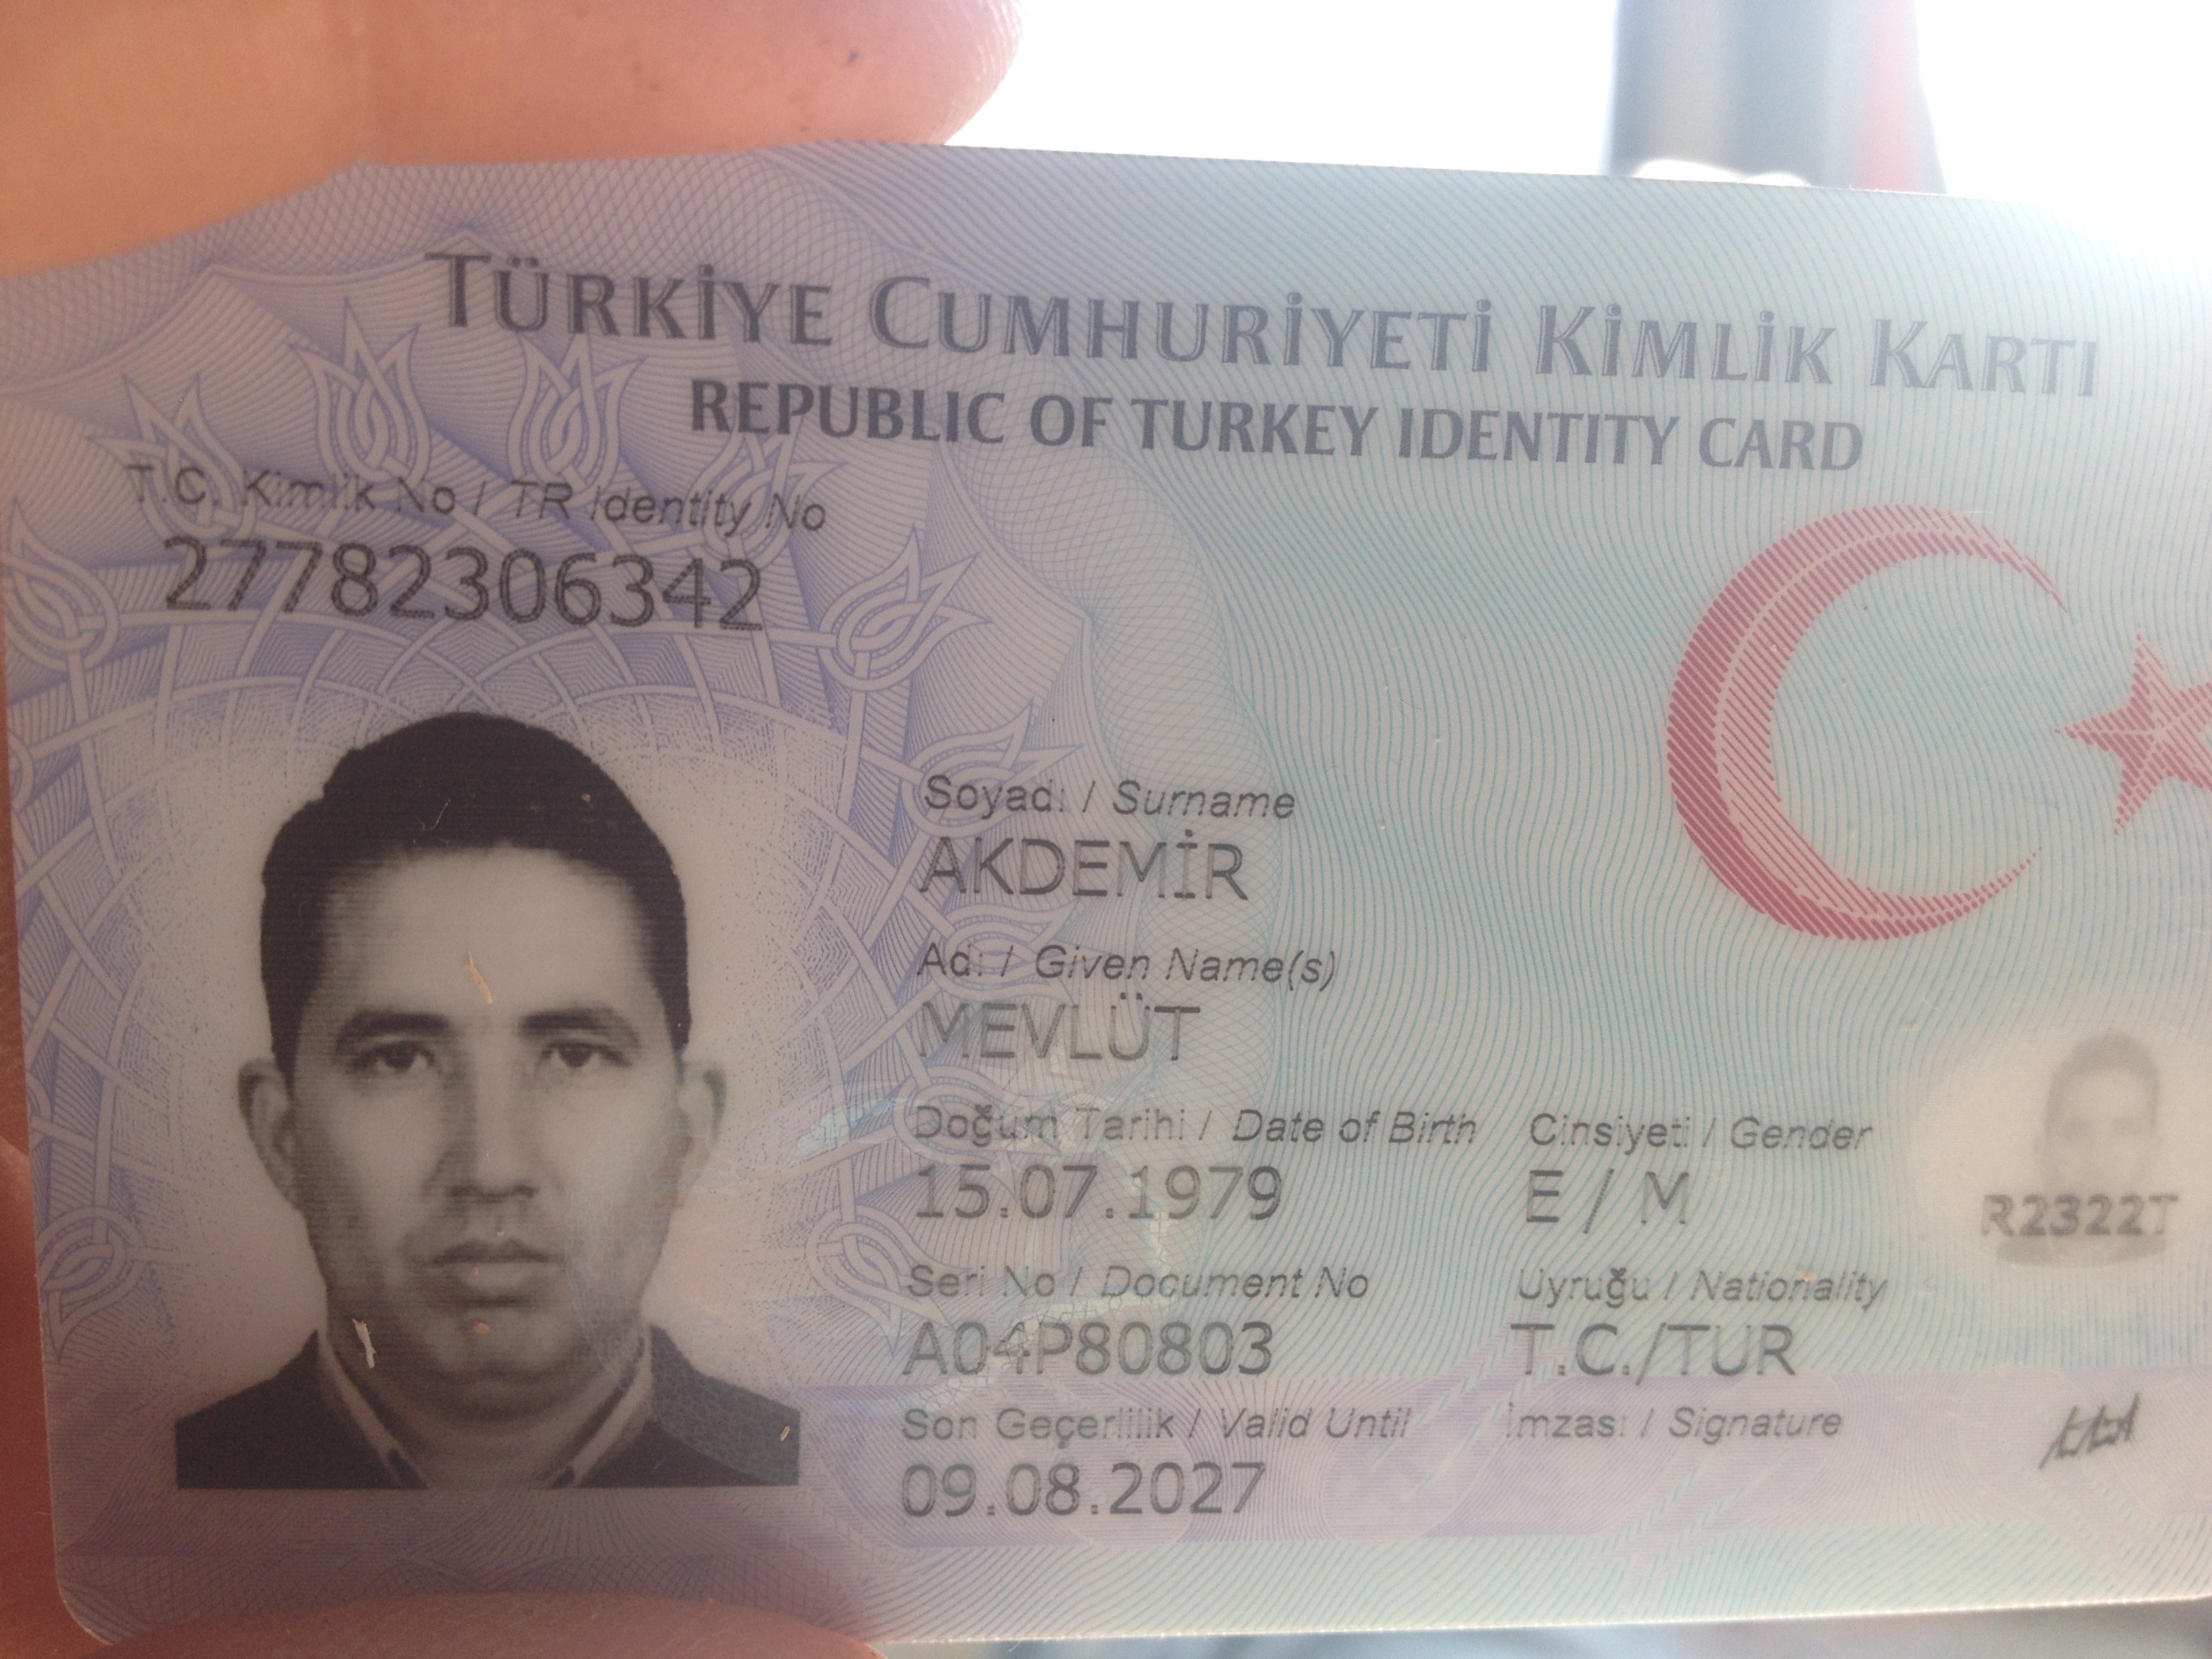 TÜRKİYE CUMHURİYETİ KİMLİK KARTI
REPUBLIC OF TURKEY IDENTITY CARD
T.C. Kimlik No / TR Identity No
27782306342
Soyadı / Surname
AKDEMİR
Adı / Given Name(s)
MEVLÜT
Doğum Tarihi / Date of Birth
15.07.1979
Cinsiyeti / Gender
E / M
R2322T
Seri No / Document No
A04P80803
Uyruğu / Nationality
T.C./TUR
Son Geçerlilik / Valid Until
09.08.2027
İmzası / Signature